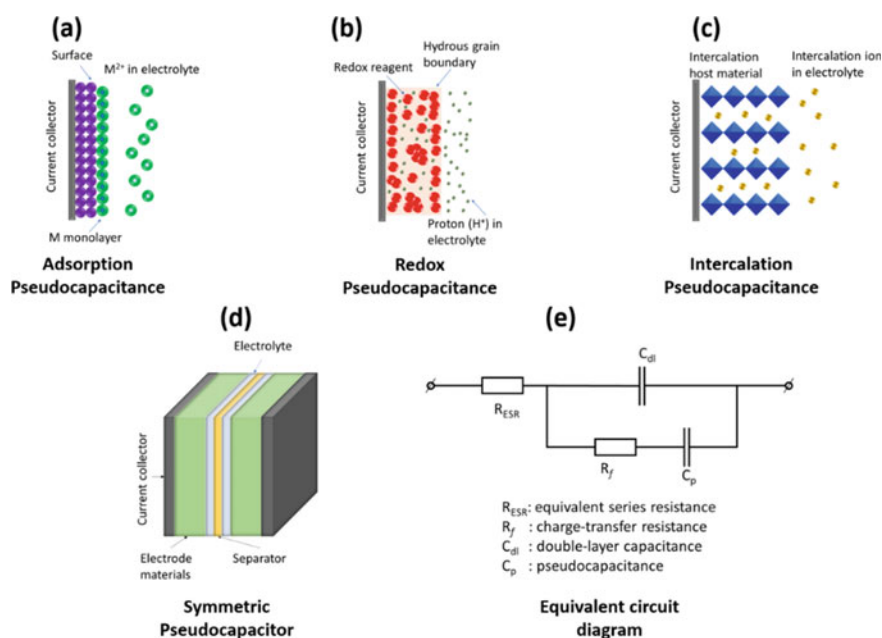 (a)
Surface
M²⁺ in electrolyte
Current collector
M monolayer
Adsorption
Pseudocapacitance
(b)
Redox reagent
Hydrous grain
boundary
Current collector
Proton (H⁺) in
electrolyte
Redox
Pseudocapacitance
(c)
Intercalation
host material
Intercalation ion
in electrolyte
Current collector
Intercalation
Pseudocapacitance
(d)
Electrolyte
Current collector
Electrode
materials
Separator
Symmetric
Pseudocapacitor
(e)
C_dl
R_ESR
R_f
C_p
R_ESR: equivalent series resistance
R_f : charge-transfer resistance
C_dl : double-layer capacitance
C_p : pseudocapacitance
Equivalent circuit
diagram